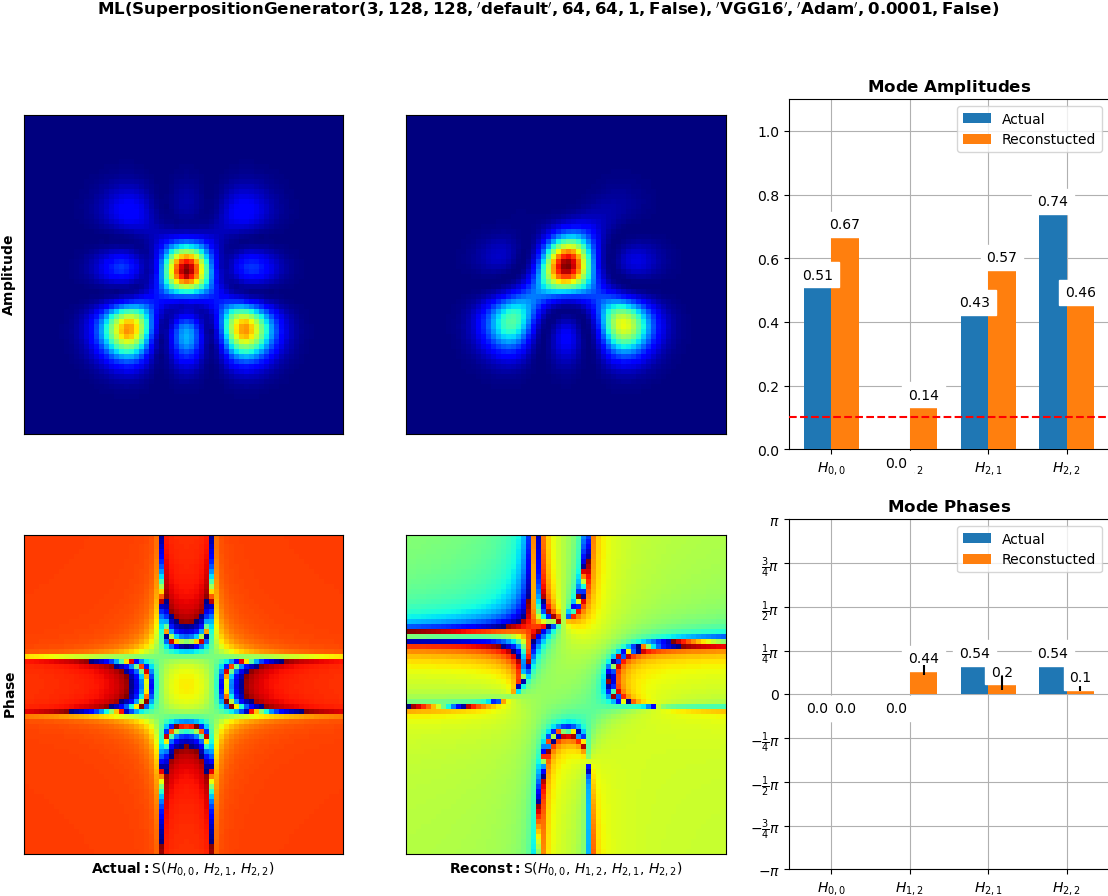 ML(SuperpositionGenerator(3, 128, 128, 'default', 64, 64, 1, False), 'VGG16', 'Adam', 0.0001, False)
Amplitude
Mode Amplitudes
Actual
Reconstucted
1.0
0.8
0.6
0.4
0.2
0.0
0.51
0.67
0.0
0.14
0.43
0.57
0.74
0.46
H0,0
2
H2,1
H2,2
Phase
Actual: S(H0,0, H2,1, H2,2)
Reconst: S(H0,0, H1,2, H2,1, H2,2)
Mode Phases
Actual
Reconstucted
π
3/4π
1/2π
1/4π
0
−1/4π
−1/2π
−3/4π
−π
0.0
0.0
0.0
0.44
0.54
0.2
0.54
0.1
H0,0
H1,2
H2,1
H2,2